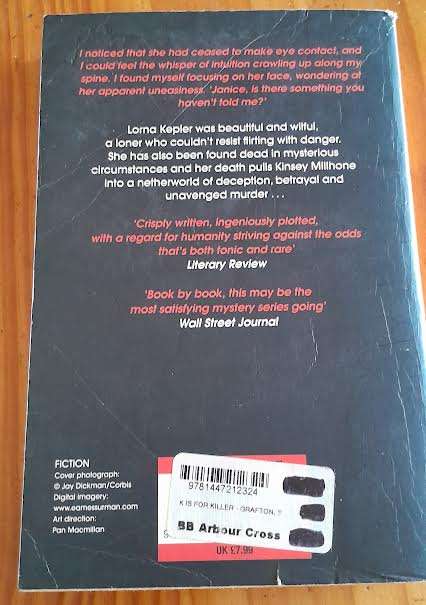 I noticed that she had ceased to make eye contact, and
I could feel the whisper of intuition crawling up along my
spine. I found myself focusing on her face, wondering at
her apparent uneasiness. 'Janice, is there something you
haven't told me?'
Lorna Kepler was beautiful and wilful,
a loner who couldn't resist flirting with danger.
She has also been found dead in mysterious
circumstances and her death pulls Kinsey Millhone
into a netherworld of deception, betrayal and
unavenged murder . . .
'Crisply written, ingeniously plotted,
with a regard for humanity striving against the odds
that's both tonic and rare'
Literary Review
'Book by book, this may be the
most satisfying mystery series going'
Wall Street Journal
FICTION
Cover photograph:
© Jay Dickman/Corbis
Digital imagery:
www.earnessurman.com
Art direction:
Pan Macmillan
9781447212324
K IS FOR KILLER - GRAFTON, S
BB Arbour Cross
UK £7.99